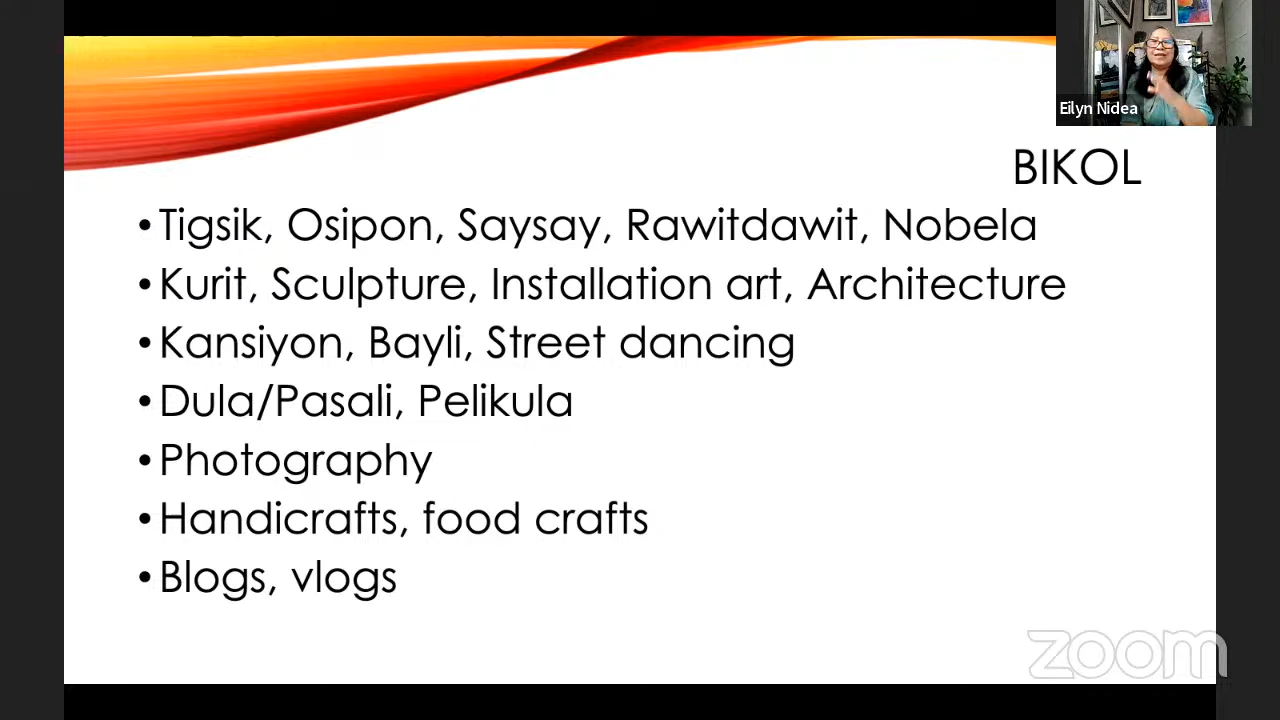 Eilyn Nidea
BIKOL
•Tigsik, Osipon, Saysay, Rawitdawit, Nobela
•Kurit, Sculpture, Installation art, Architecture
•Kansiyon, Bayli, Street dancing
•Dula/Pasali, Pelikula
•Photography
•Handicrafts, food crafts
•Blogs, vlogs
zoom